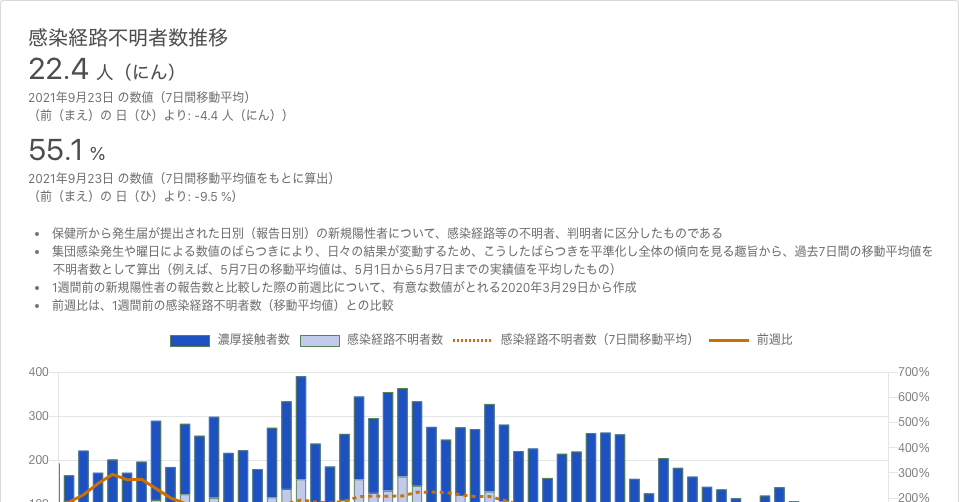 感染経路不明者数推移
22.4 人（にん）
2021年9月23日 の数値（7日間移動平均）
（前（まえ）の 日（ひ）より: -4.4 人（にん））
55.1 %
2021年9月23日 の数値（7日間移動平均値をもとに算出）
（前（まえ）の 日（ひ）より: -9.5 %）
• 保健所から発生届が提出された日別（報告日別）の新規陽性者について、感染経路等の不明者、判明者に区分したものである
• 集団感染発生や曜日による数値のばらつきにより、日々の結果が変動するため、こうしたばらつきを平準化し全体の傾向を見る趣旨から、過去7日間の移動平均値を
不明者数として算出（例えば、5月7日の移動平均値は、5月1日から5月7日までの実績値を平均したもの）
• 1週間前の新規陽性者の報告数と比較した際の前週比について、有意な数値がとれる2020年3月29日から作成
• 前週比は、1週間前の感染経路不明者数（移動平均値）との比較
濃厚接触者数 感染経路不明者数 感染経路不明者数（7日間移動平均） 前週比
400 700%
600%
300 500%
400%
200 300%
200%
100